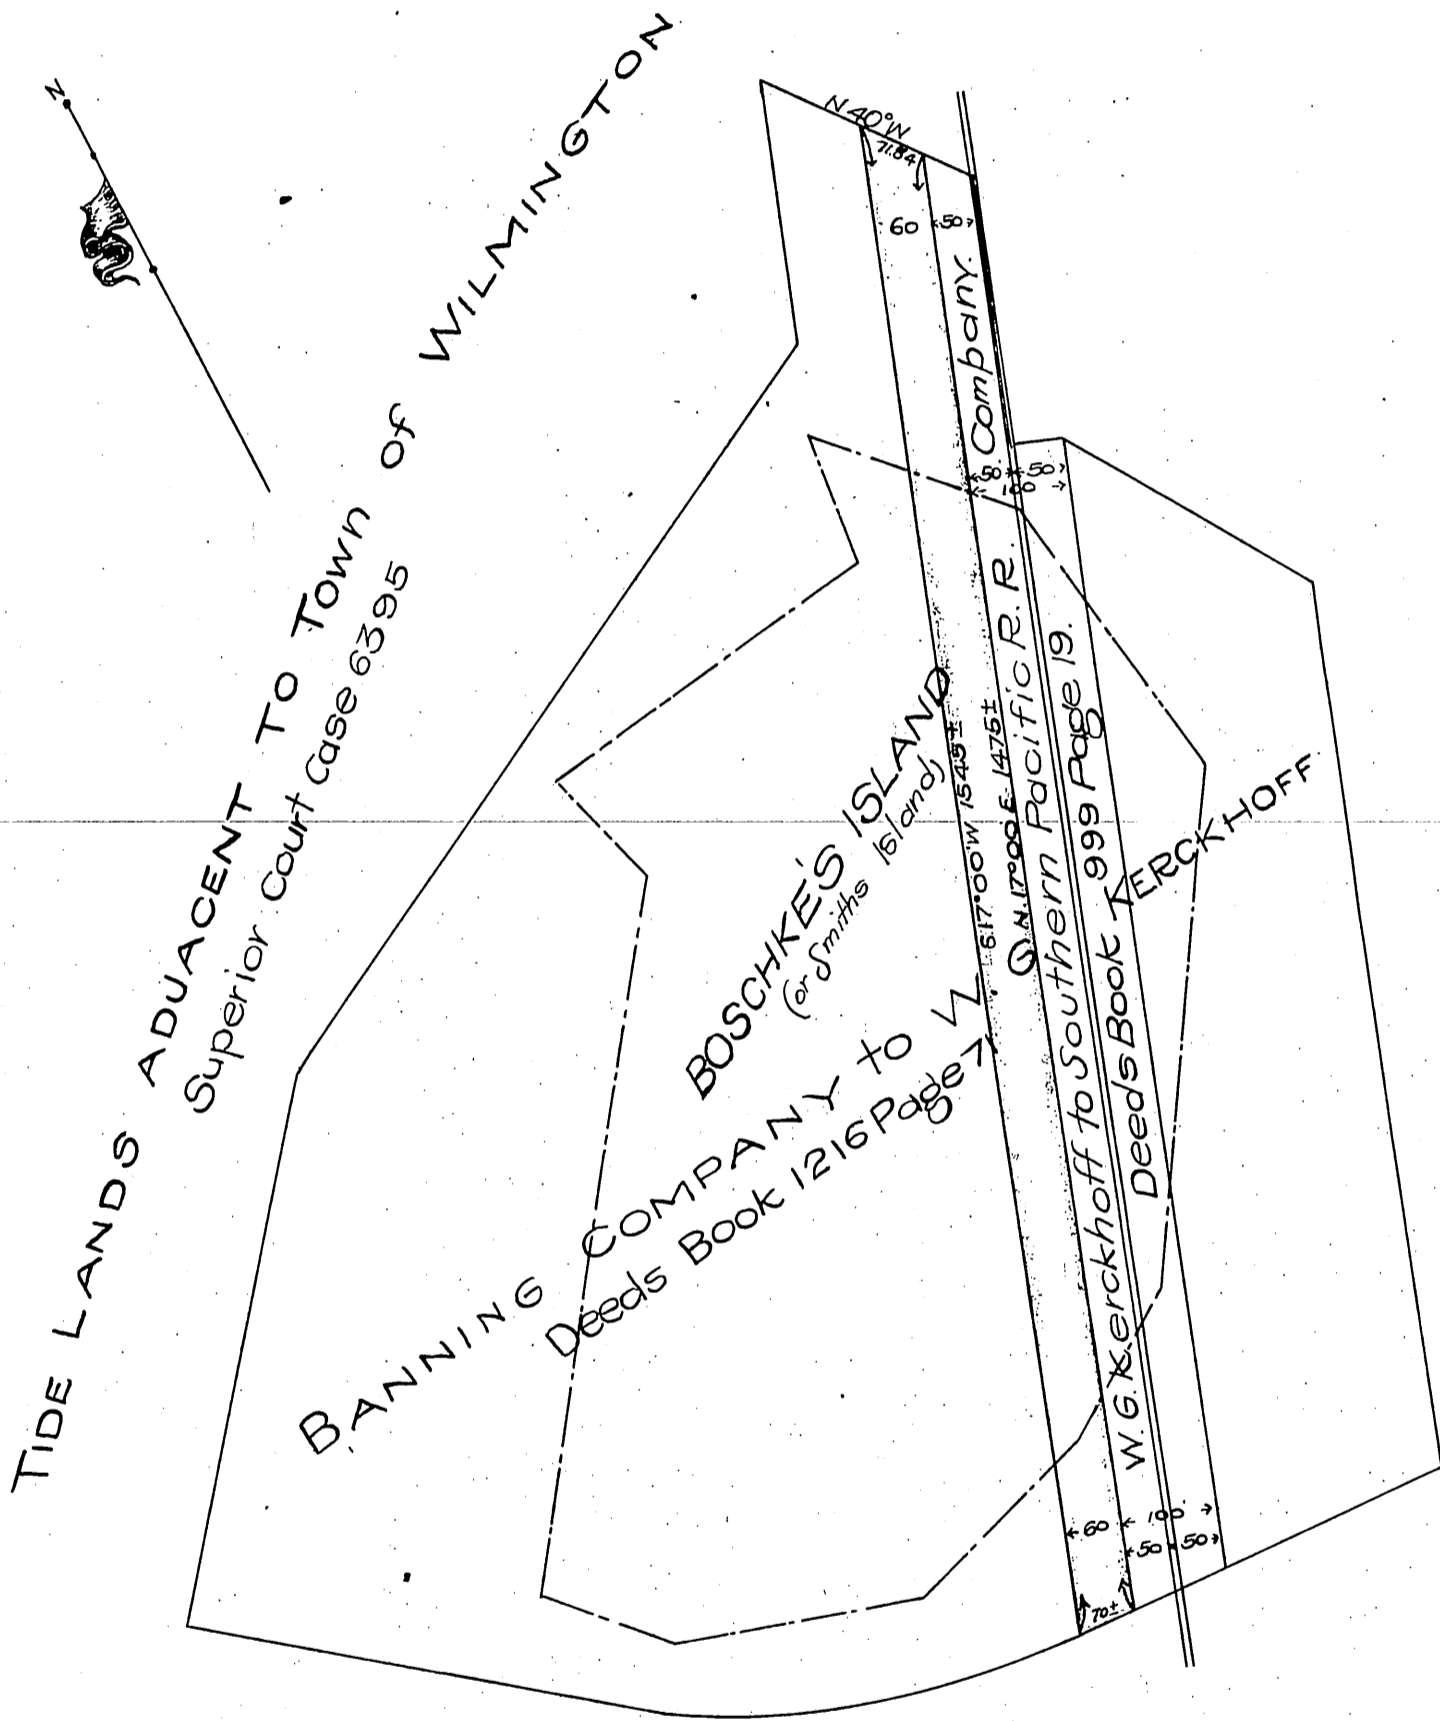 N
TIDE LANDS ADJACENT TO TOWN of WILMINGTON
Superior Court Case 6395
N 40° W
71.84
60
50
50 50
100
BOSCHKE'S ISLAND
(or Smiths Island)
S 17° 00' W 1545±
N. 17° 00' E. 1475±
BANNING COMPANY to W. G. KERCKHOFF
Deeds Book 1216 Page
W. G. Kerckhoff to Southern Pacific R. R. Company.
Deeds Book 999 Page 19.
60
100
50 50
70±